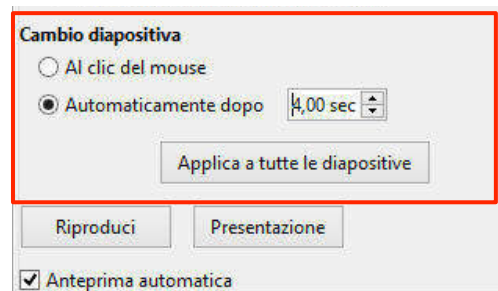 Cambio diapositiva
Al clic del mouse
Automaticamente dopo 4,00 sec
Applica a tutte le diapositive
Riproduci Presentazione
Anteprima automatica